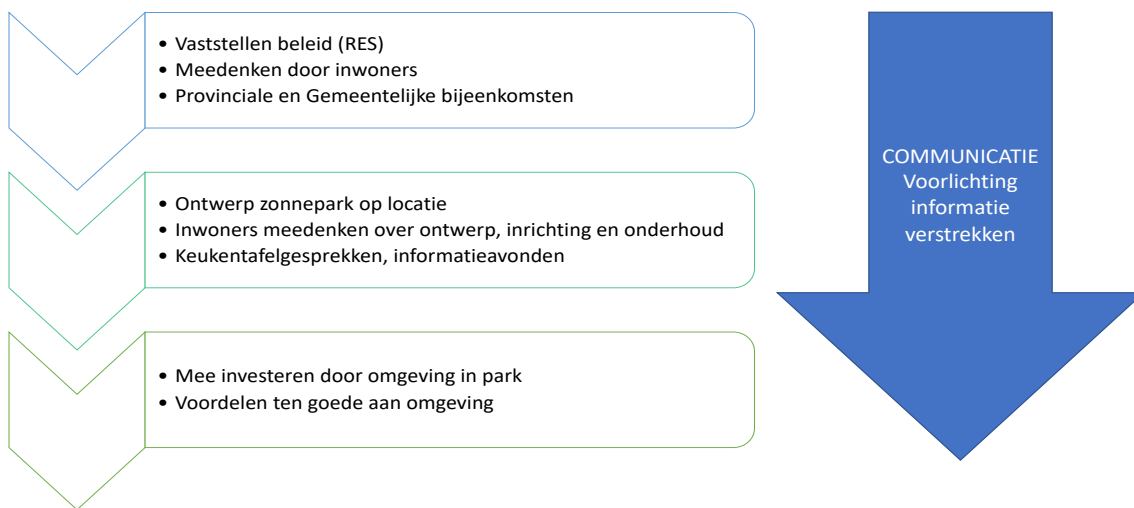 • Vaststellen beleid (RES)
• Meedenken door inwoners
• Provinciale en Gemeentelijke bijeenkomsten
• Ontwerp zonnepark op locatie
• Inwoners meedenken over ontwerp, inrichting en onderhoud
• Keukentafelgesprekken, informatieavonden
• Mee investeren door omgeving in park
• Voordelen ten goede aan omgeving
COMMUNICATIE
Voorlichting
informatie
verstrekken